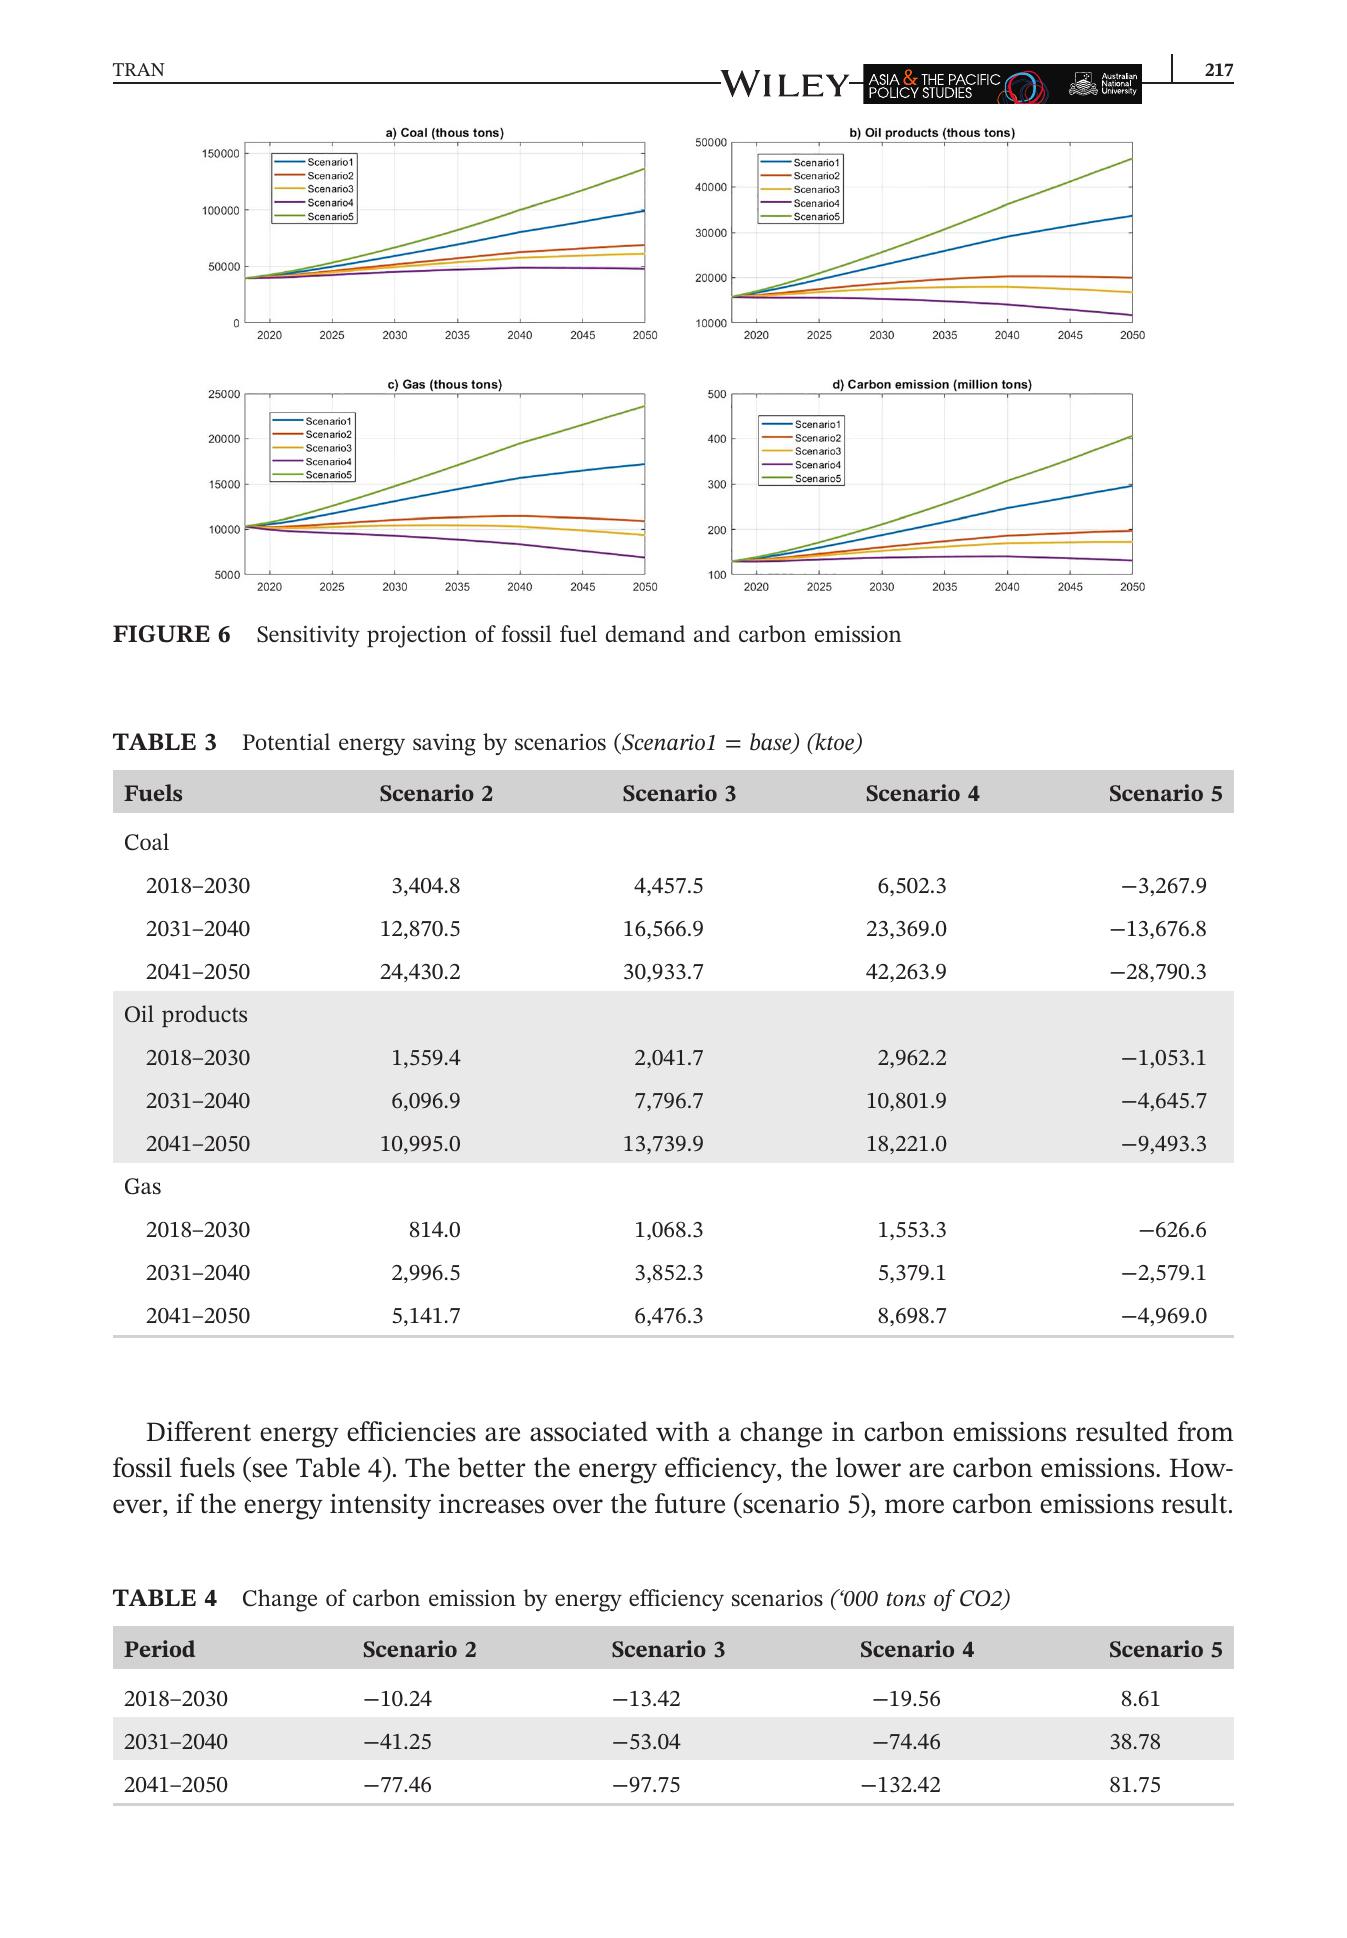 TRAN
WILEY
ASIA & THE PACIFIC
POLICY STUDIES
Australian
National
University
217
a) Coal (thous tons)
150000
100000
50000
0
Scenario1
Scenario2
Scenario3
Scenario4
Scenario5
2020 2025 2030 2035 2040 2045 2050
b) Oil products (thous tons)
50000
40000
30000
20000
10000
Scenario1
Scenario2
Scenario3
Scenario4
Scenario5
2020 2025 2030 2035 2040 2045 2050
c) Gas (thous tons)
25000
20000
15000
10000
5000
Scenario1
Scenario2
Scenario3
Scenario4
Scenario5
2020 2025 2030 2035 2040 2045 2050
d) Carbon emission (million tons)
500
400
300
200
100
Scenario1
Scenario2
Scenario3
Scenario4
Scenario5
2020 2025 2030 2035 2040 2045 2050
FIGURE 6 Sensitivity projection of fossil fuel demand and carbon emission
TABLE 3 Potential energy saving by scenarios (Scenario1 = base) (ktoe)
Fuels Scenario 2 Scenario 3 Scenario 4 Scenario 5
Coal
2018–2030 3,404.8 4,457.5 6,502.3 −3,267.9
2031–2040 12,870.5 16,566.9 23,369.0 −13,676.8
2041–2050 24,430.2 30,933.7 42,263.9 −28,790.3
Oil products
2018–2030 1,559.4 2,041.7 2,962.2 −1,053.1
2031–2040 6,096.9 7,796.7 10,801.9 −4,645.7
2041–2050 10,995.0 13,739.9 18,221.0 −9,493.3
Gas
2018–2030 814.0 1,068.3 1,553.3 −626.6
2031–2040 2,996.5 3,852.3 5,379.1 −2,579.1
2041–2050 5,141.7 6,476.3 8,698.7 −4,969.0
Different energy efficiencies are associated with a change in carbon emissions resulted from
fossil fuels (see Table 4). The better the energy efficiency, the lower are carbon emissions. How-
ever, if the energy intensity increases over the future (scenario 5), more carbon emissions result.
TABLE 4 Change of carbon emission by energy efficiency scenarios (‘000 tons of CO2)
Period Scenario 2 Scenario 3 Scenario 4 Scenario 5
2018–2030 −10.24 −13.42 −19.56 8.61
2031–2040 −41.25 −53.04 −74.46 38.78
2041–2050 −77.46 −97.75 −132.42 81.75